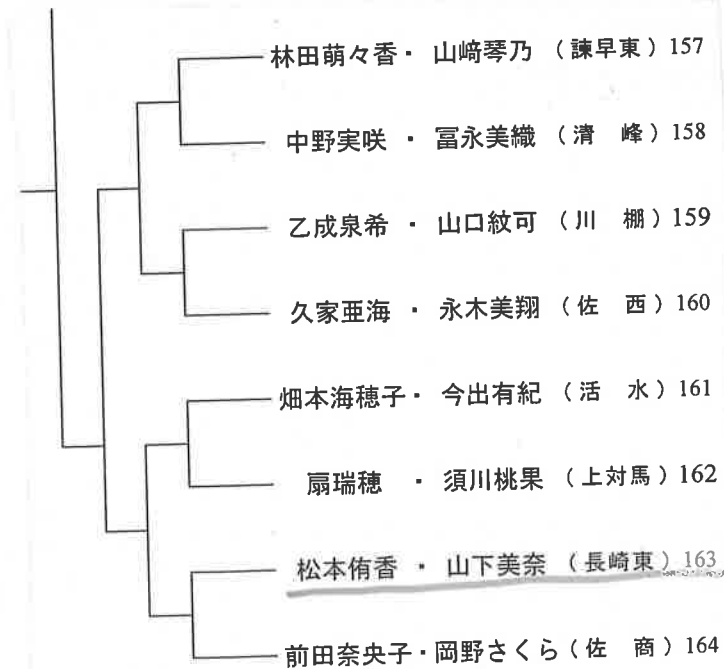 林田萌々香・ 山﨑琴乃 （諫早東）157
中野実咲 ・ 冨永美織 （清　峰）158
乙成泉希 ・ 山口紋可 （川　棚）159
久家亜海 ・ 永木美翔 （佐　西）160
畑本海穂子・ 今出有紀 （活　水）161
扇瑞穂 ・ 須川桃果 （上対馬）162
松本侑香 ・ 山下美奈 （長崎東）163
前田奈央子・岡野さくら（佐　商）164